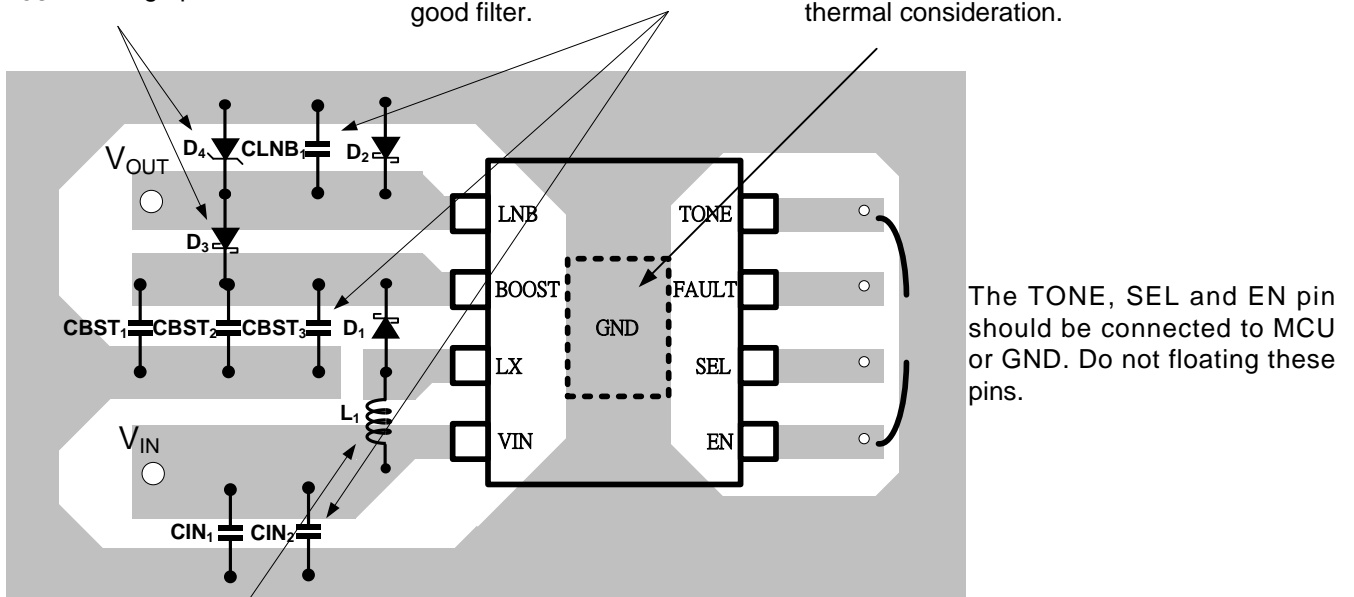 good filter.
thermal consideration.
D4
CLNB1
D2
VOUT
LNB
TONE
D3
BOOST
FAULT
CBST1
CBST2
CBST3
D1
GND
The TONE, SEL and EN pin
should be connected to MCU
or GND. Do not floating these
pins.
LX
SEL
L1
VIN
VIN
EN
CIN1
CIN2